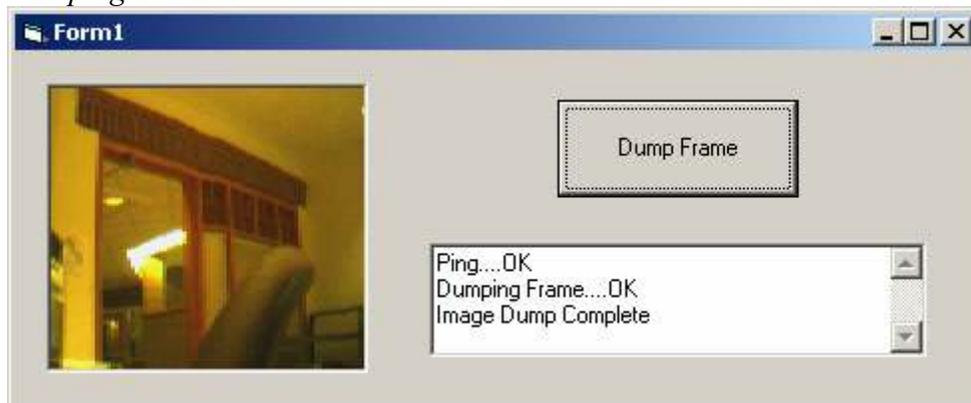 Form1
Dump Frame
Ping....OK
Dumping Frame....OK
Image Dump Complete